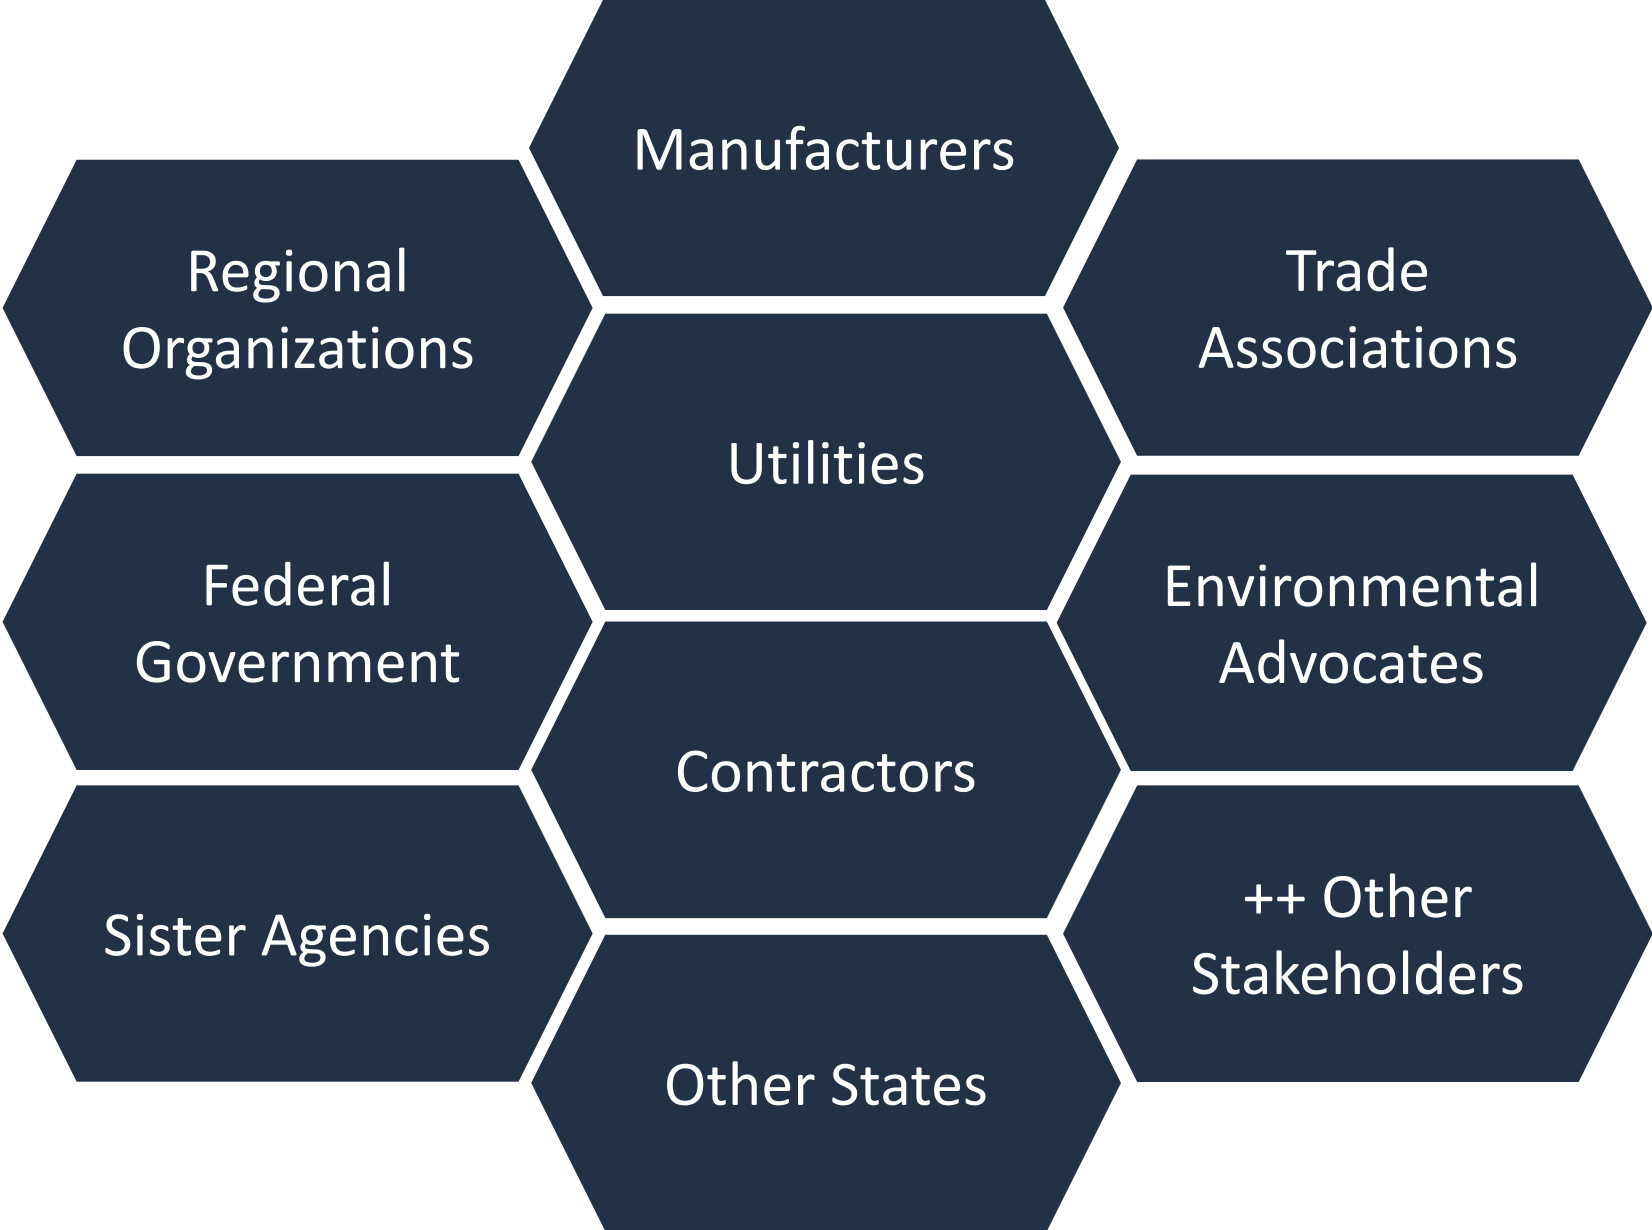 Manufacturers
Regional
Organizations
Trade
Associations
Utilities
Federal
Government
Environmental
Advocates
Contractors
Sister Agencies
++ Other
Stakeholders
Other States